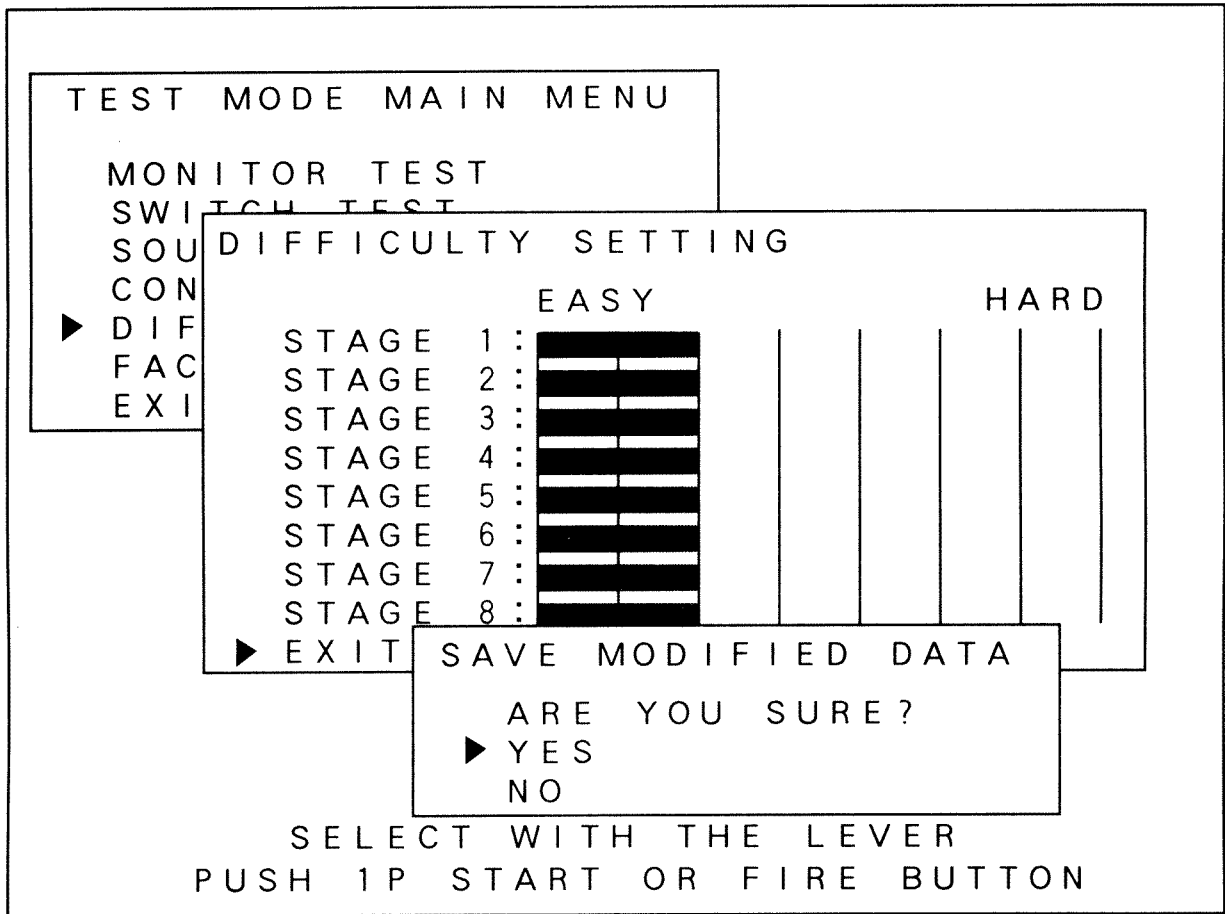 TEST MODE MAIN MENU
MONITOR TEST
SWITCH TEST
SOU
CON
▶ DIF
FAC
EXI
DIFFICULTY SETTING
EASY HARD
STAGE 1:
STAGE 2:
STAGE 3:
STAGE 4:
STAGE 5:
STAGE 6:
STAGE 7:
STAGE 8:
▶ EXIT
SAVE MODIFIED DATA
ARE YOU SURE?
▶ YES
NO
SELECT WITH THE LEVER
PUSH 1P START OR FIRE BUTTON